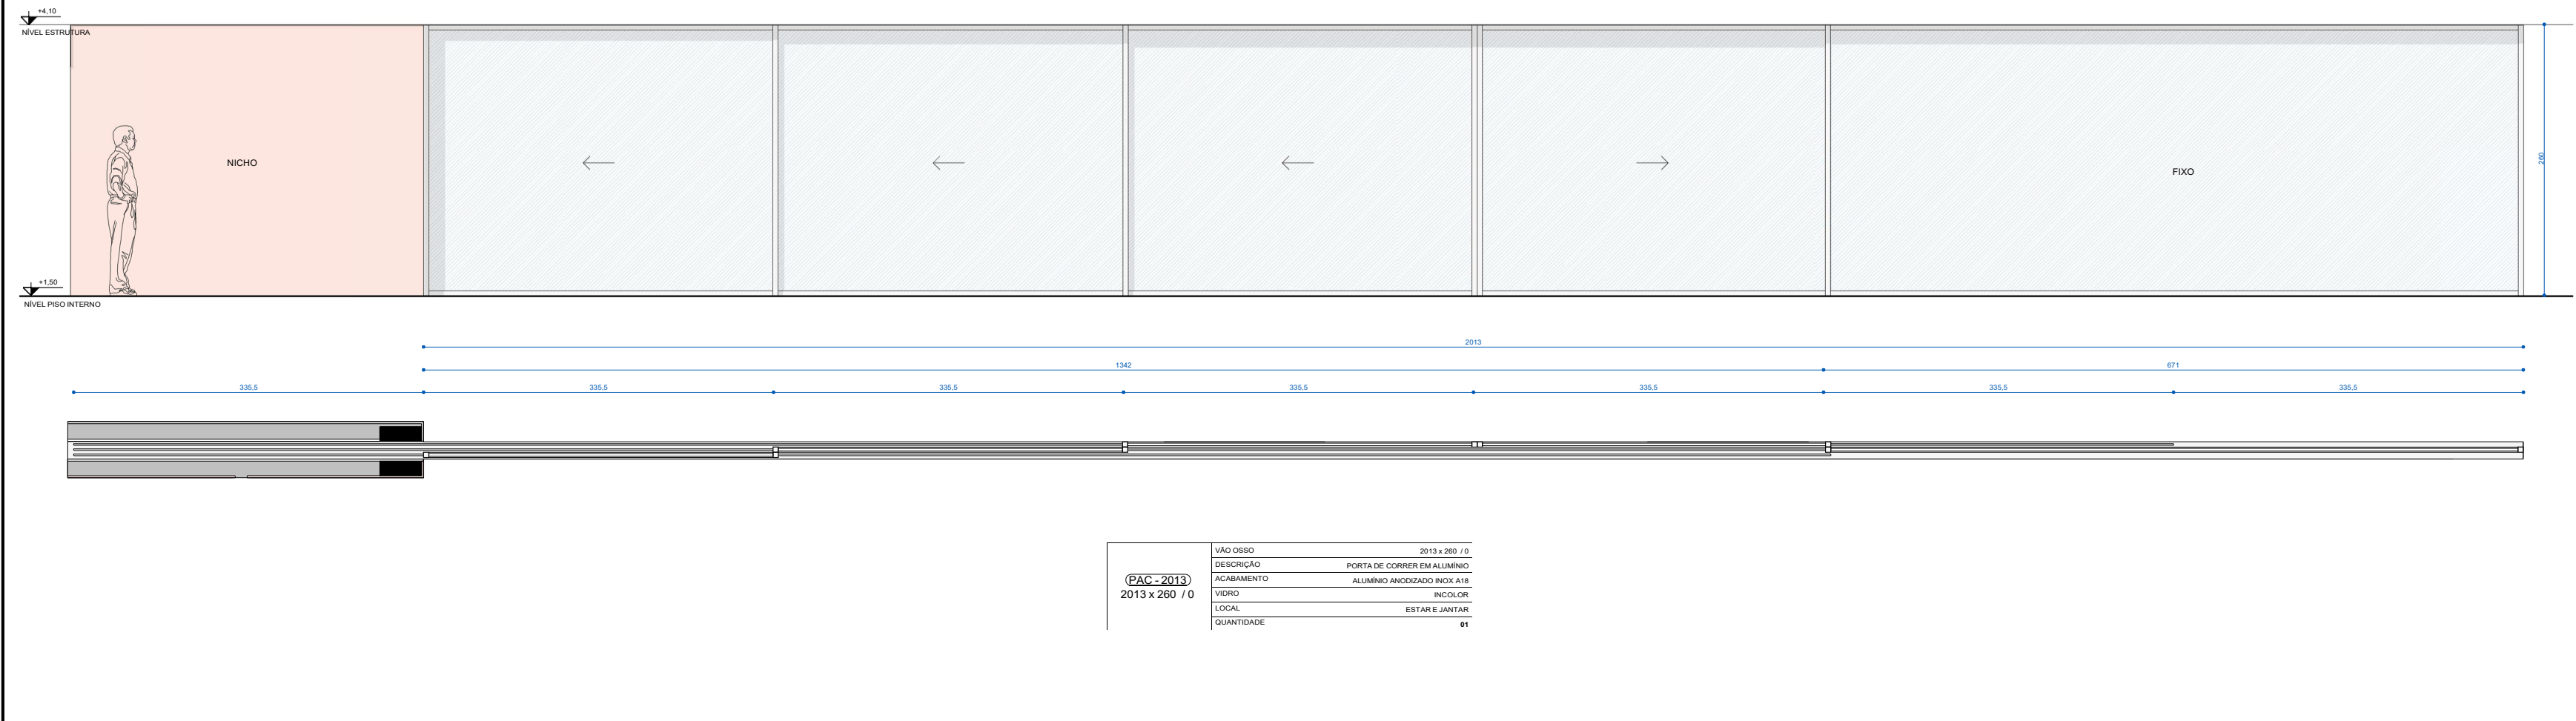 +4,10
NÍVEL ESTRUTURA
NICHO
FIXO
260
+1,50
NÍVEL PISO INTERNO
2013
1342
671
335,5
335,5
335,5
335,5
335,5
335,5
335,5
PAC - 2013
2013 x 260 / 0
VÃO OSSO 2013 x 260 / 0
DESCRIÇÃO PORTA DE CORRER EM ALUMÍNIO
ACABAMENTO ALUMÍNIO ANODIZADO INOX A18
VIDRO INCOLOR
LOCAL ESTAR E JANTAR
QUANTIDADE 01